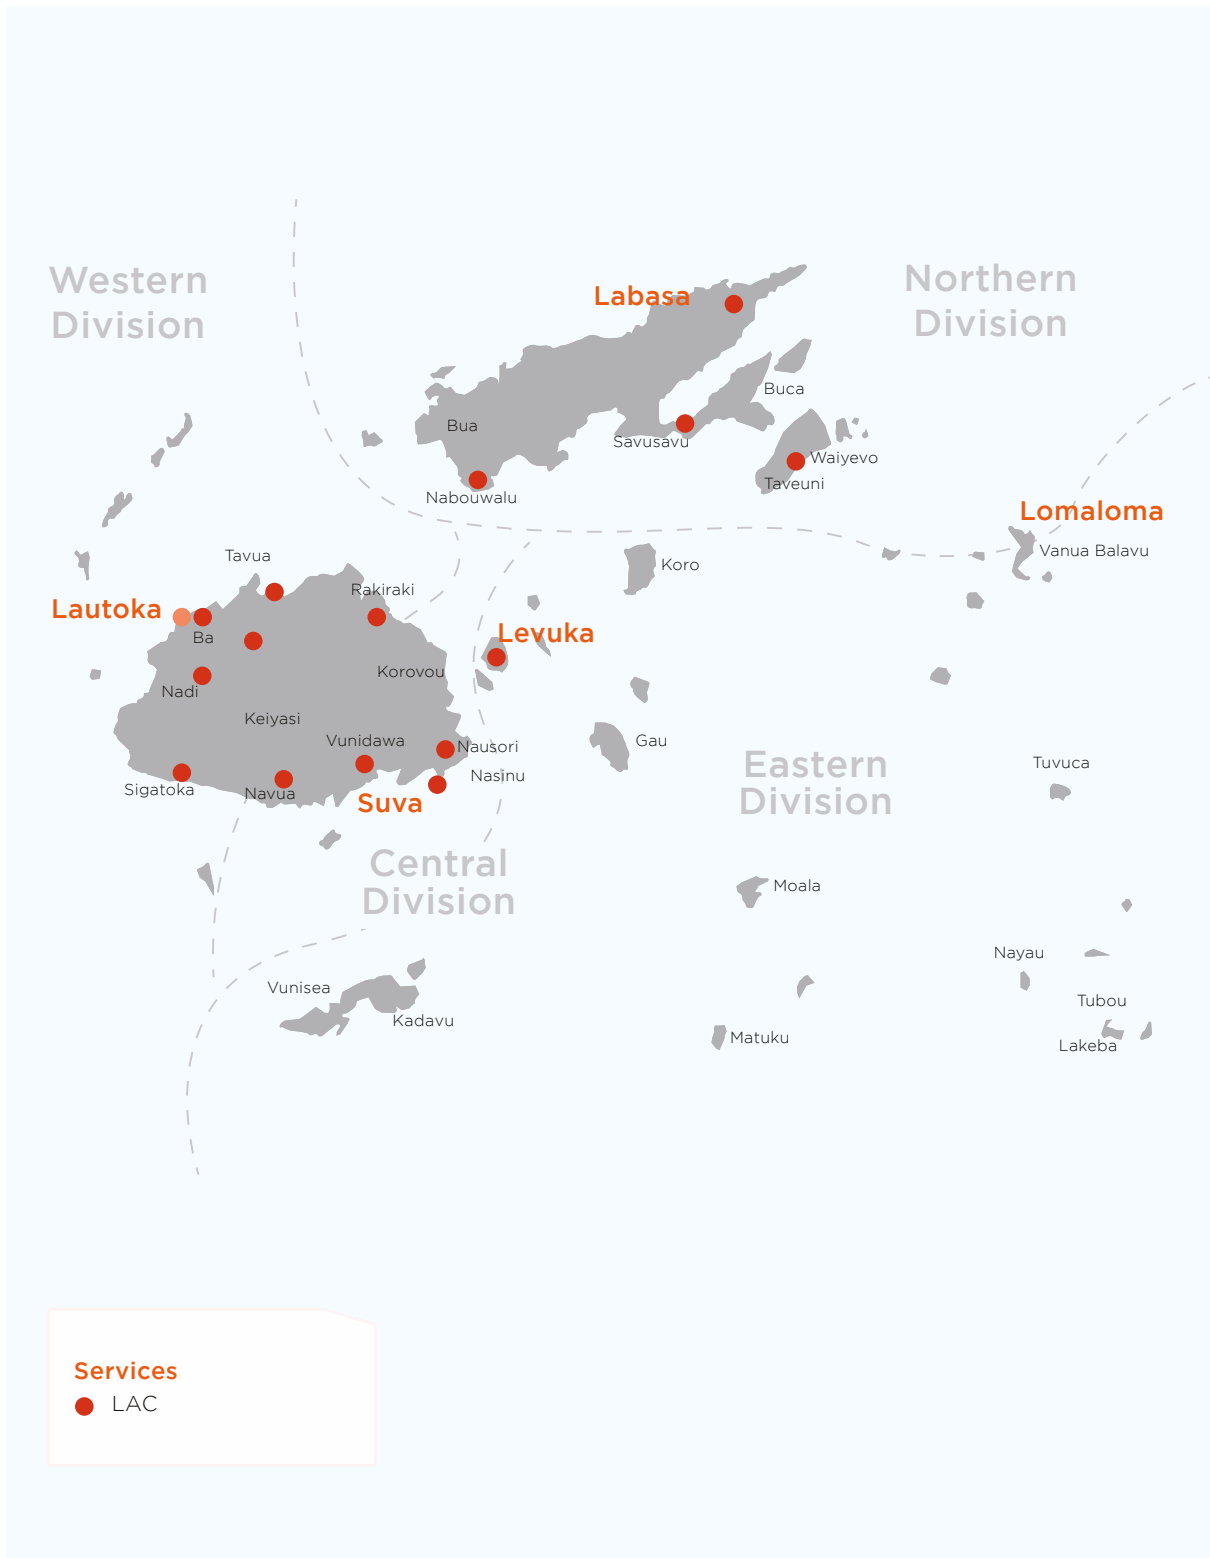 Western
Division
Northern
Division
Labasa
Buca
Bua
Savusavu
Waiyevo
Taveuni
Nabouwalu
Lomaloma
Vanua Balavu
Tavua
Koro
Rakiraki
Lautoka
Levuka
Ba
Korovou
Nadi
Keiyasi
Vunidawa
Nausori
Gau
Nasinu
Eastern
Division
Tuvuca
Sigatoka
Navua
Suva
Central
Division
Moala
Nayau
Vunisea
Tubou
Kadavu
Matuku
Lakeba
Services
LAC